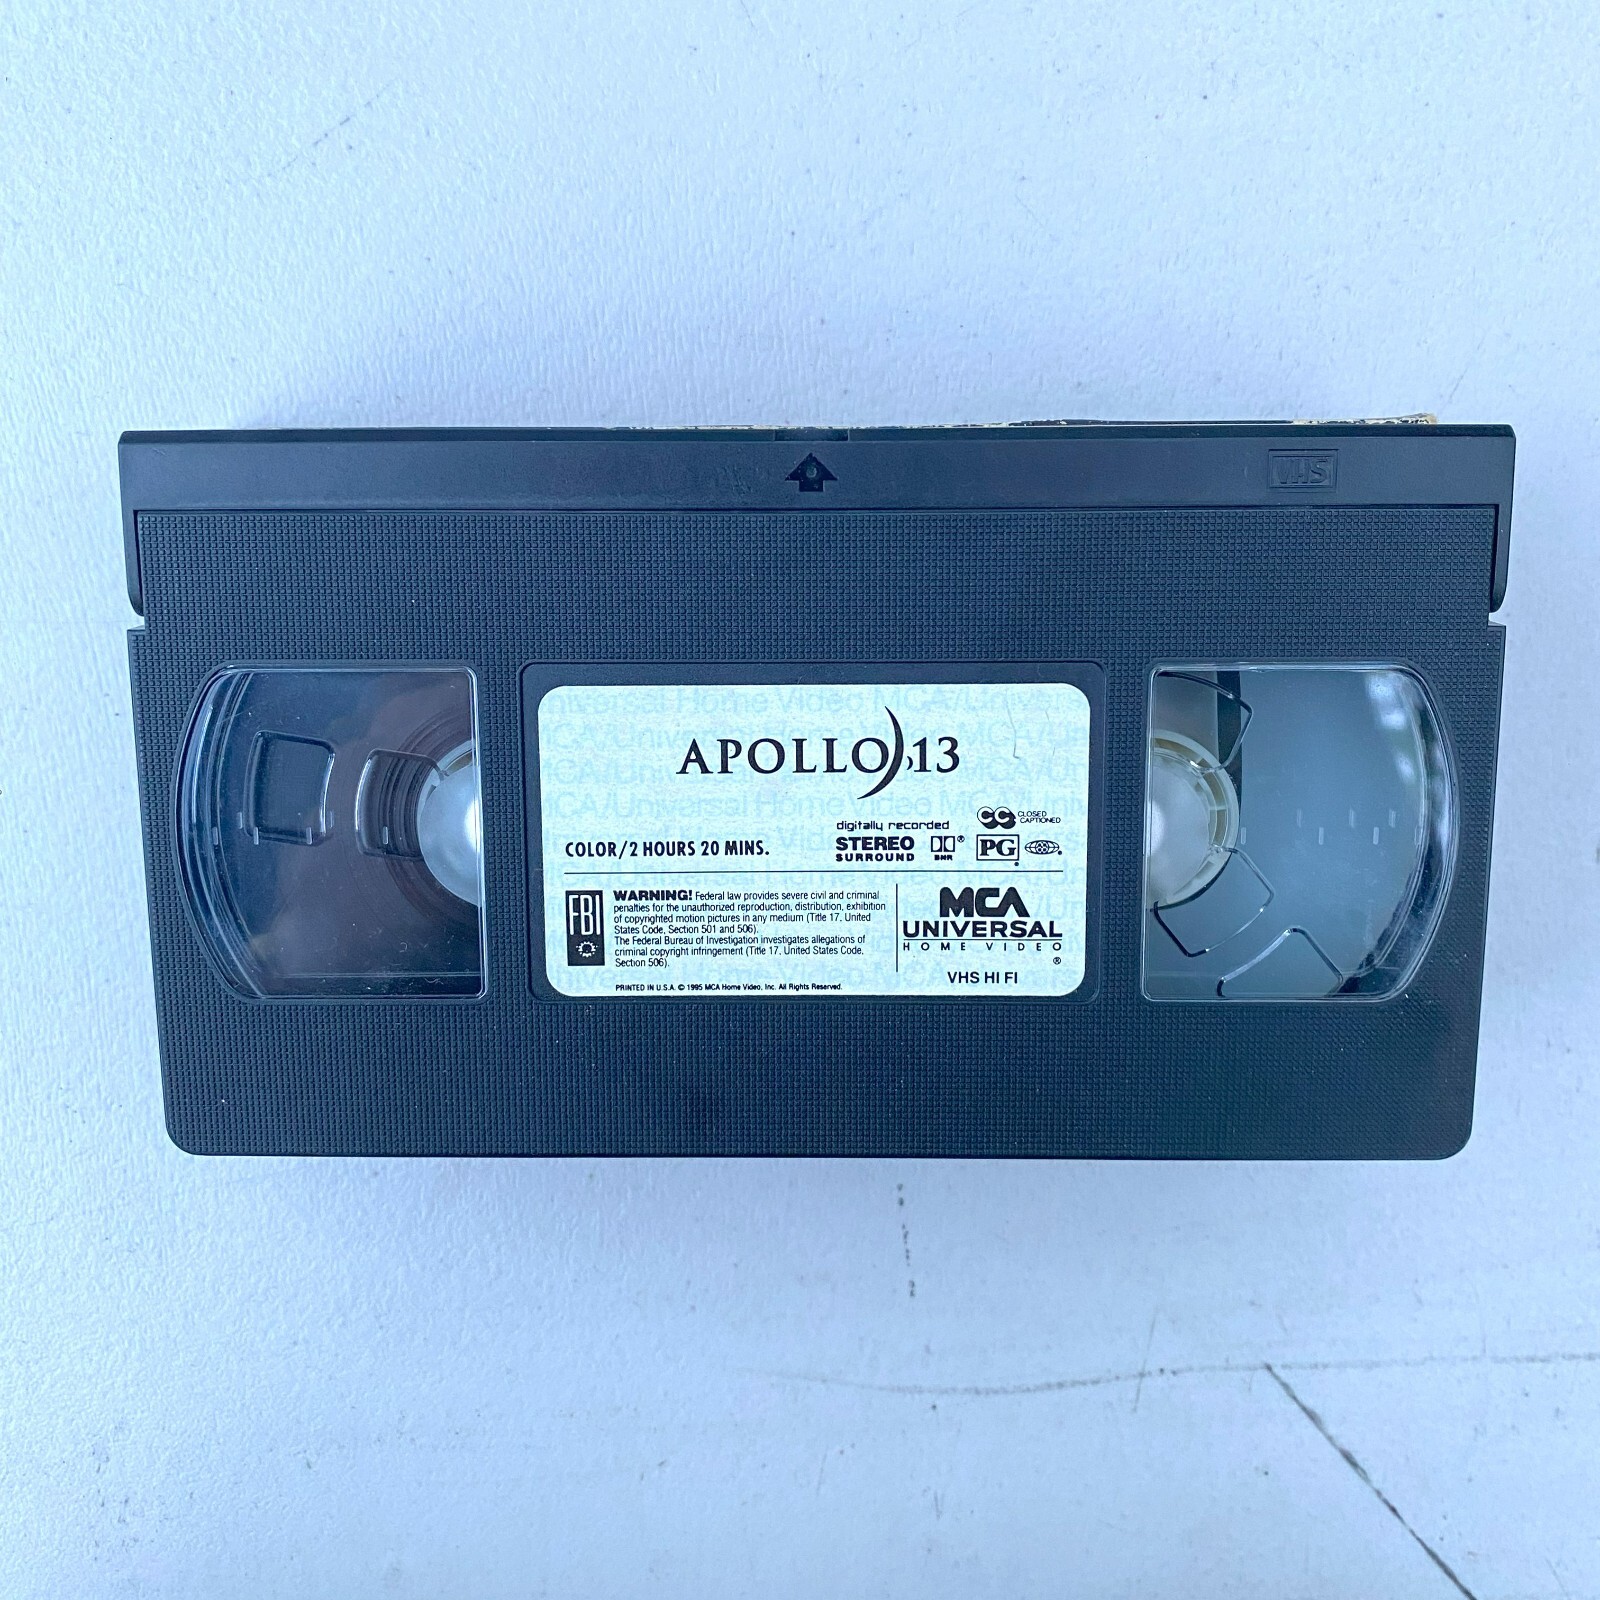 VHS
APOLLO 13
digitally recorded
CC CLOSED CAPTIONED
COLOR/2 HOURS 20 MINS.
STEREO
SURROUND
PG
FBI
WARNING! Federal law provides severe civil and criminal
penalties for the unauthorized reproduction, distribution, exhibition
of copyrighted motion pictures in any medium (Title 17, United
States Code, Section 501 and 506).
The Federal Bureau of Investigation investigates allegations of
criminal copyright infringement (Title 17, United States Code,
Section 506).
PRINTED IN U.S.A. © 1995 MCA Home Video, Inc. All Rights Reserved.
MCA
UNIVERSAL
HOME VIDEO
®
VHS HI FI